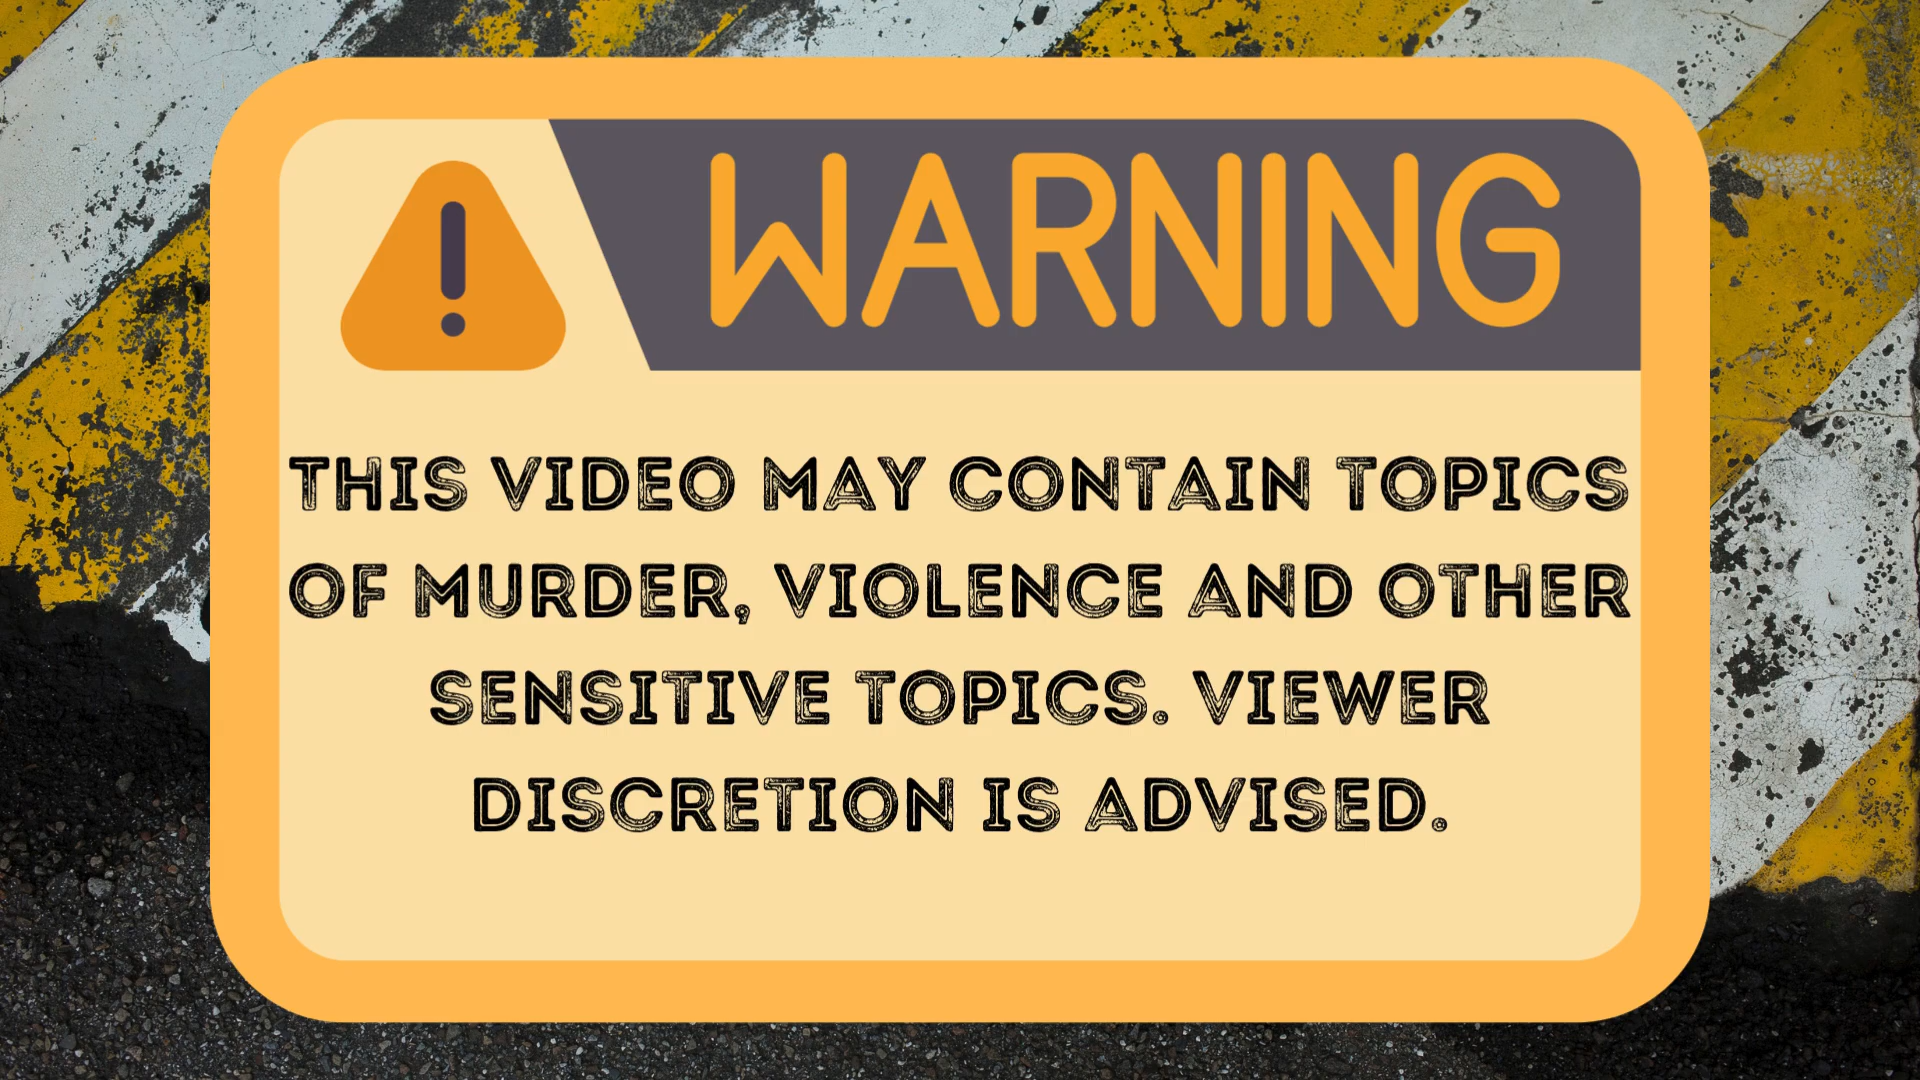 WARNING
THIS VIDEO MAY CONTAIN TOPICS
OF MURDER, VIOLENCE AND OTHER
SENSITIVE TOPICS. VIEWER
DISCRETION IS ADVISED.